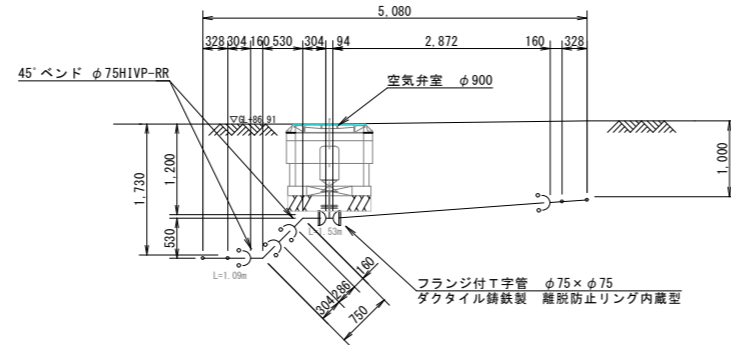 5,080
328 304 160 530 304 94 2,872 160 328
45°ベンド φ75HIVP-RR
空気弁室 φ900
▽GL=86.91
1,730
1,200
530
1,000
L=1.53m
L=1.09m
304 286 160
750
フランジ付T字管 φ75×φ75
ダクタイル鋳鉄製 離脱防止リング内蔵型